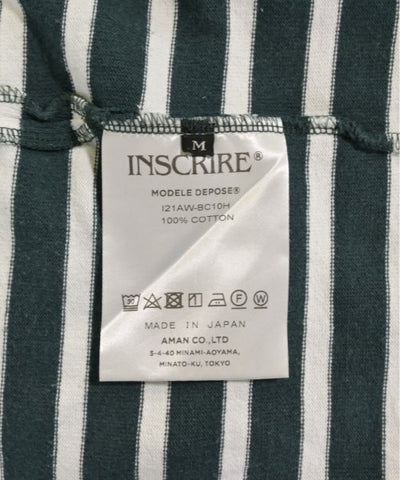 M
INSCRIRE®
MODELE DEPOSE®
I21AW-BC10H
100% COTTON
30 F W
MADE IN JAPAN
AMAN CO.,LTD
5-4-40 MINAMI-AOYAMA,
MINATO-KU, TOKYO